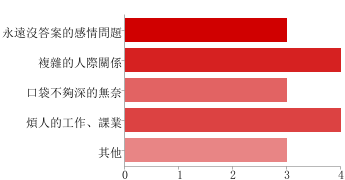 永遠沒答案的感情問題
複雜的人際關係
口袋不夠深的無奈
煩人的工作、課業
其他
0 1 2 3 4